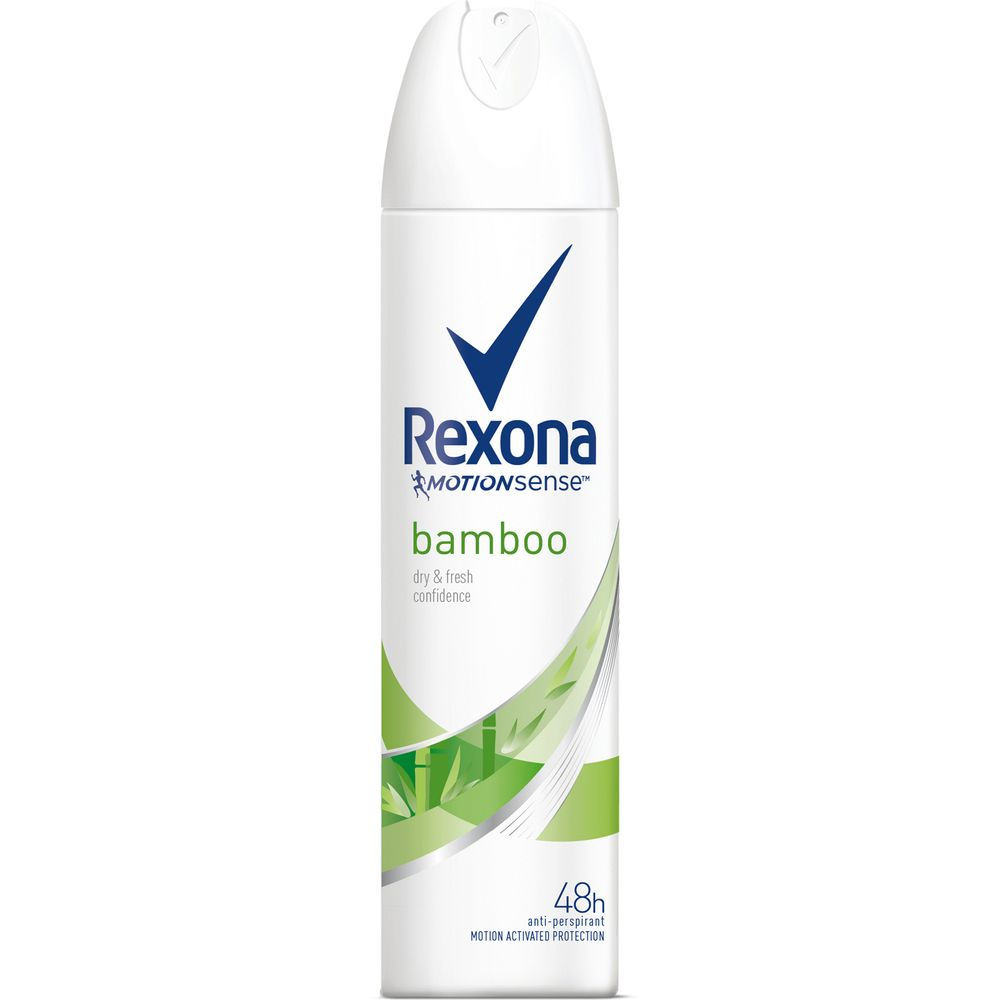 Rexona
MOTIONsense™
bamboo
dry & fresh
confidence
48h
anti-perspirant
MOTION ACTIVATED PROTECTION